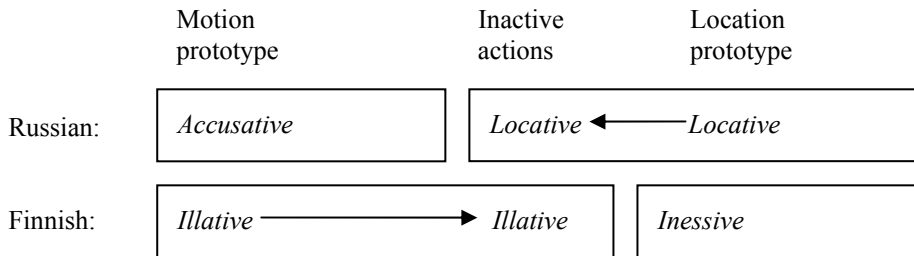 Motion prototype
Inactive actions
Location prototype
Russian: Accusative Locative Locative
Finnish: Illative Illative Inessive